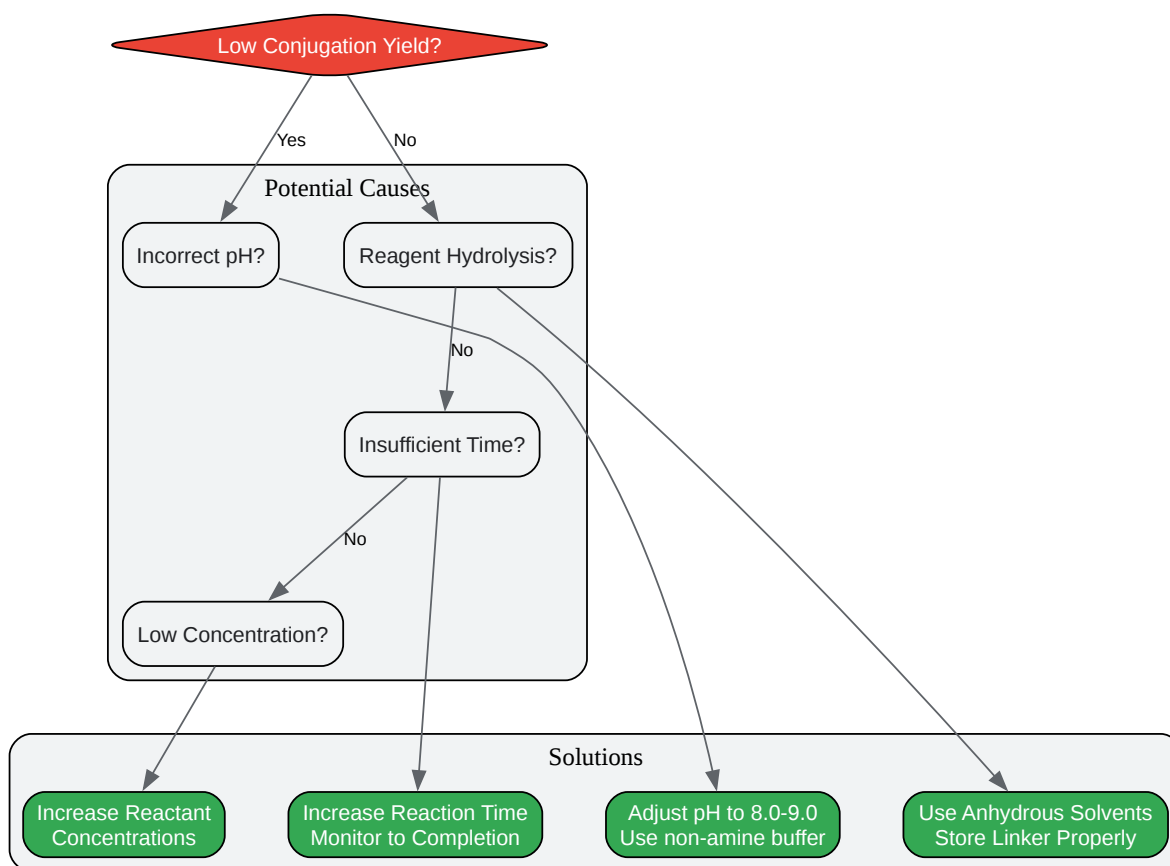 Low Conjugation Yield?
Yes
No
Potential Causes
Incorrect pH?
Reagent Hydrolysis?
No
Insufficient Time?
No
Low Concentration?
Solutions
Increase Reactant
Concentrations
Increase Reaction Time
Monitor to Completion
Adjust pH to 8.0-9.0
Use non-amine buffer
Use Anhydrous Solvents
Store Linker Properly